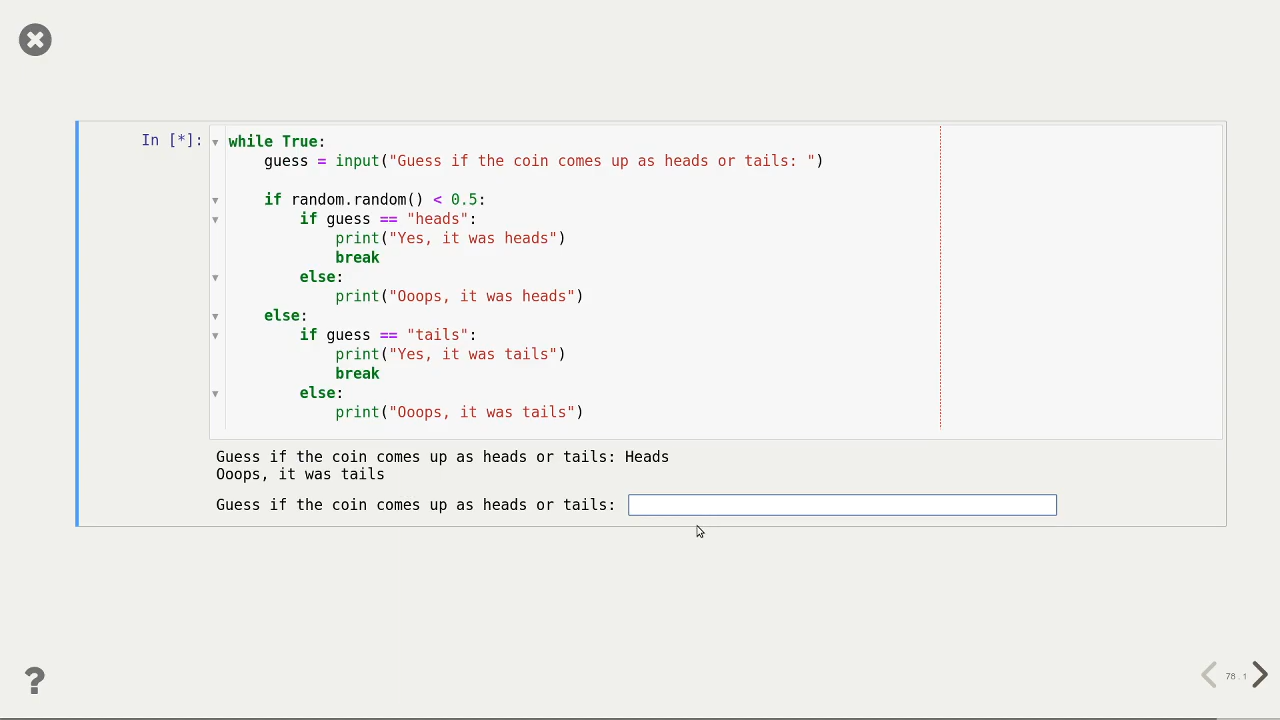 In [*]:
while True:
    guess = input("Guess if the coin comes up as heads or tails: ")
    if random.random() < 0.5:
        if guess == "heads":
            print("Yes, it was heads")
            break
        else:
            print("Ooops, it was heads")
    else:
        if guess == "tails":
            print("Yes, it was tails")
            break
        else:
            print("Ooops, it was tails")
Guess if the coin comes up as heads or tails: Heads
Ooops, it was tails
Guess if the coin comes up as heads or tails:
?
78 . 1